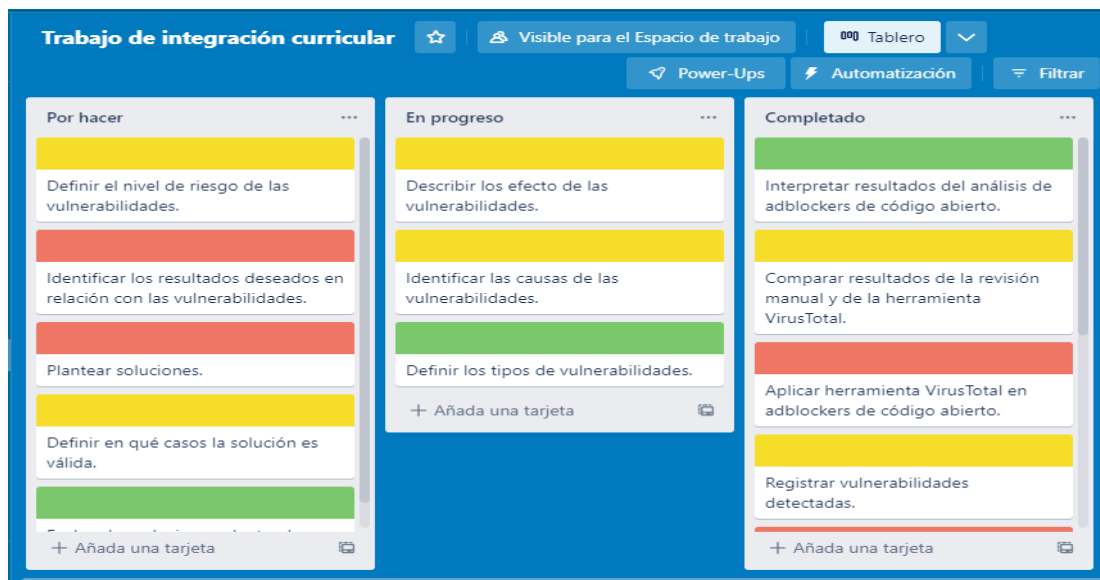 Trabajo de integración curricular
Visible para el Espacio de trabajo
Tablero
Power-Ups
Automatización
Filtrar
Por hacer
Definir el nivel de riesgo de las
vulnerabilidades.
Identificar los resultados deseados en
relación con las vulnerabilidades.
Plantear soluciones.
Definir en qué casos la solución es
válida.
+ Añada una tarjeta
En progreso
Describir los efecto de las
vulnerabilidades.
Identificar las causas de las
vulnerabilidades.
Definir los tipos de vulnerabilidades.
+ Añada una tarjeta
Completado
Interpretar resultados del análisis de
adblockers de código abierto.
Comparar resultados de la revisión
manual y de la herramienta
VirusTotal.
Aplicar herramienta VirusTotal en
adblockers de código abierto.
Registrar vulnerabilidades
detectadas.
+ Añada una tarjeta